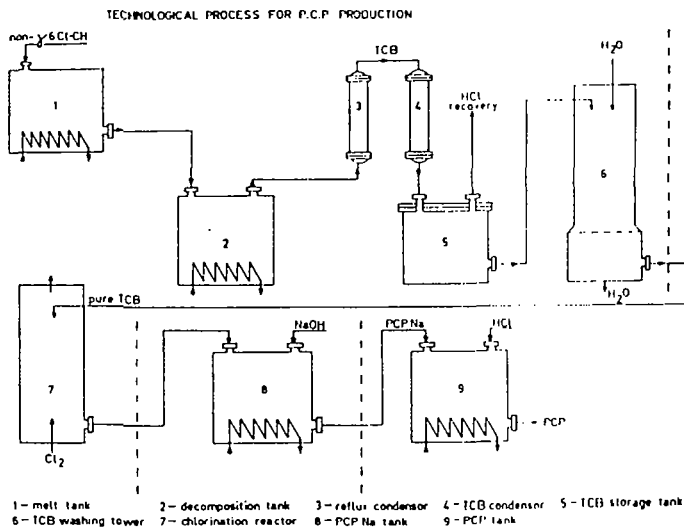 TECHNOLOGICAL PROCESS FOR P.C.P PRODUCTION
non-γ 6Cl-CH
TCB
HCl
recovery
H2O
1
2
3
4
5
6
H2O
pure TCB
NaOH
PCPNa
HCl
7
8
9
PCP
Cl2
1 - melt tank 2 - decomposition tank 3 - reflux condensor 4 - TCB condensor 5 - TCB storage tank
6 - TCB washing tower 7 - chlorination reactor 8 - PCP Na tank 9 - PCP tank